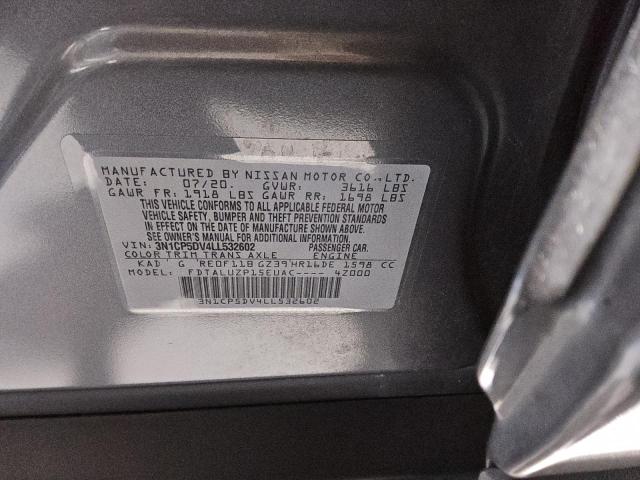 MANUFACTURED BY NISSAN MOTOR CO.,LTD.
DATE: 07/20. GVWR: 3616 LBS
GAWR FR: 1918 LBS GAWR RR: 1698 LBS
THIS VEHICLE CONFORMS TO ALL APPLICABLE FEDERAL MOTOR
VEHICLE SAFETY, BUMPER AND THEFT PREVENTION STANDARDS
IN EFFECT ON THE DATE OF MANUFACTURE SHOWN ABOVE.
SEE OWNER'S MANUAL FOR ADDITIONAL INFORMATION.
VIN: 3N1CP5DV4LL532602 PASSENGER CAR.
COLOR TRIM TRANS AXLE ENGINE
KAD G RE0F11B GZ39 HR16DE 1598 CC
MODEL: FDTALUZP15EUAC---- 4Z000
3N1CP5DV4LL532602